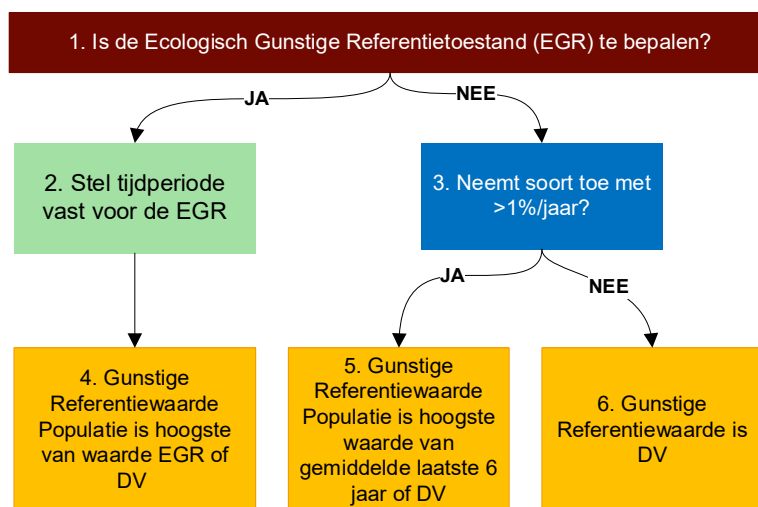 1. Is de Ecologisch Gunstige Referentietoestand (EGR) te bepalen?
JA
NEE
2. Stel tijdperiode
vast voor de EGR
3. Neemt soort toe met
>1%/jaar?
JA
NEE
4. Gunstige
Referentiewaarde
Populatie is hoogste
van waarde EGR of
DV
5. Gunstige
Referentiewaarde
Populatie is hoogste
waarde van
gemiddelde laatste 6
jaar of DV
6. Gunstige
Referentiewaarde is
DV